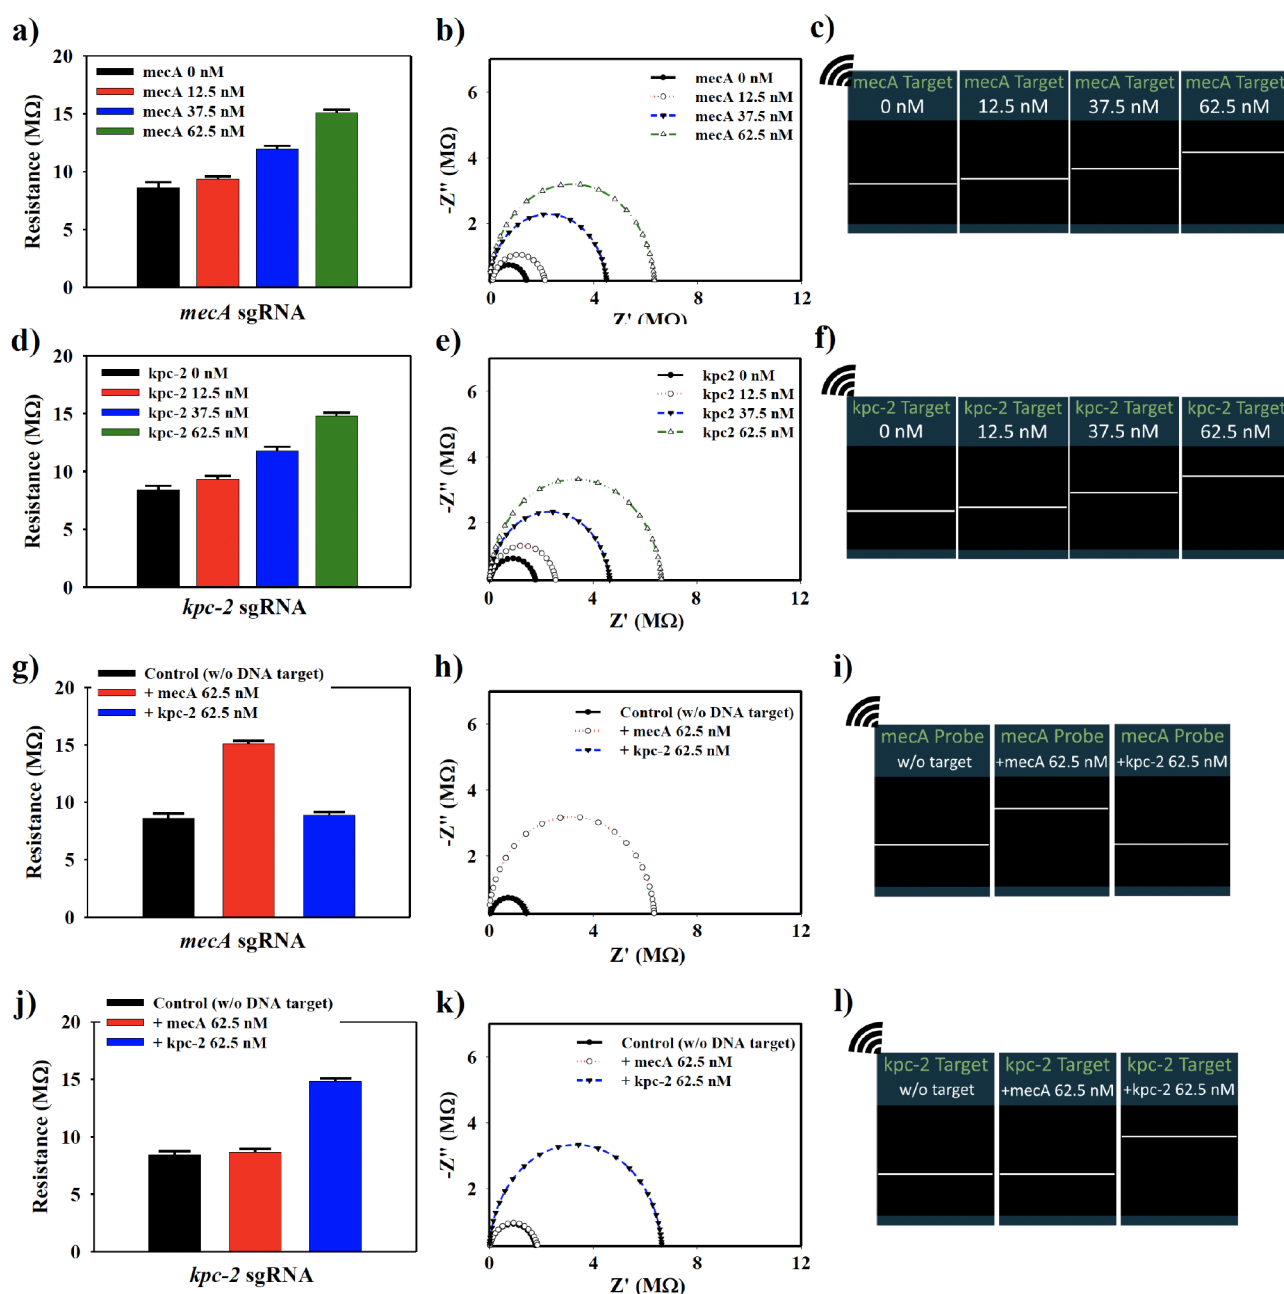 a)
20
15
10
5
0
Resistance (MΩ)
mecA 0 nM
mecA 12.5 nM
mecA 37.5 nM
mecA 62.5 nM
mecA sgRNA
b)
6
4
2
-Z'' (MΩ)
mecA 0 nM
mecA 12.5 nM
mecA 37.5 nM
mecA 62.5 nM
0 4 8 12
Z' (MΩ)
c)
mecA Target
0 nM
mecA Target
12.5 nM
mecA Target
37.5 nM
mecA Target
62.5 nM
d)
20
15
10
5
0
Resistance (MΩ)
kpc-2 0 nM
kpc-2 12.5 nM
kpc-2 37.5 nM
kpc-2 62.5 nM
kpc-2 sgRNA
e)
6
4
2
-Z'' (MΩ)
kpc2 0 nM
kpc2 12.5 nM
kpc2 37.5 nM
kpc2 62.5 nM
0 4 8 12
Z' (MΩ)
f)
kpc-2 Target
0 nM
kpc-2 Target
12.5 nM
kpc-2 Target
37.5 nM
kpc-2 Target
62.5 nM
g)
20
15
10
5
0
Resistance (MΩ)
Control (w/o DNA target)
+ mecA 62.5 nM
+ kpc-2 62.5 nM
mecA sgRNA
h)
6
4
2
-Z'' (MΩ)
Control (w/o DNA target)
+ mecA 62.5 nM
+ kpc-2 62.5 nM
0 4 8 12
Z' (MΩ)
i)
mecA Probe
w/o target
mecA Probe
+mecA 62.5 nM
mecA Probe
+kpc-2 62.5 nM
j)
20
15
10
5
0
Resistance (MΩ)
Control (w/o DNA target)
+ mecA 62.5 nM
+ kpc-2 62.5 nM
kpc-2 sgRNA
k)
6
4
2
-Z'' (MΩ)
Control (w/o DNA target)
+ mecA 62.5 nM
+ kpc-2 62.5 nM
0 4 8 12
Z' (MΩ)
l)
kpc-2 Target
w/o target
kpc-2 Target
+mecA 62.5 nM
kpc-2 Target
+kpc-2 62.5 nM